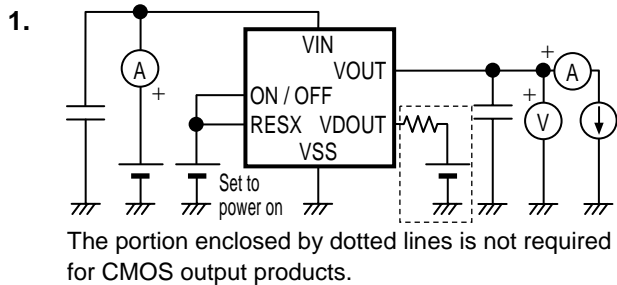 1.
A
+
VIN
VOUT
ON / OFF
RESX VDOUT
VSS
Set to
power on
+
A
+
V
The portion enclosed by dotted lines is not required
for CMOS output products.